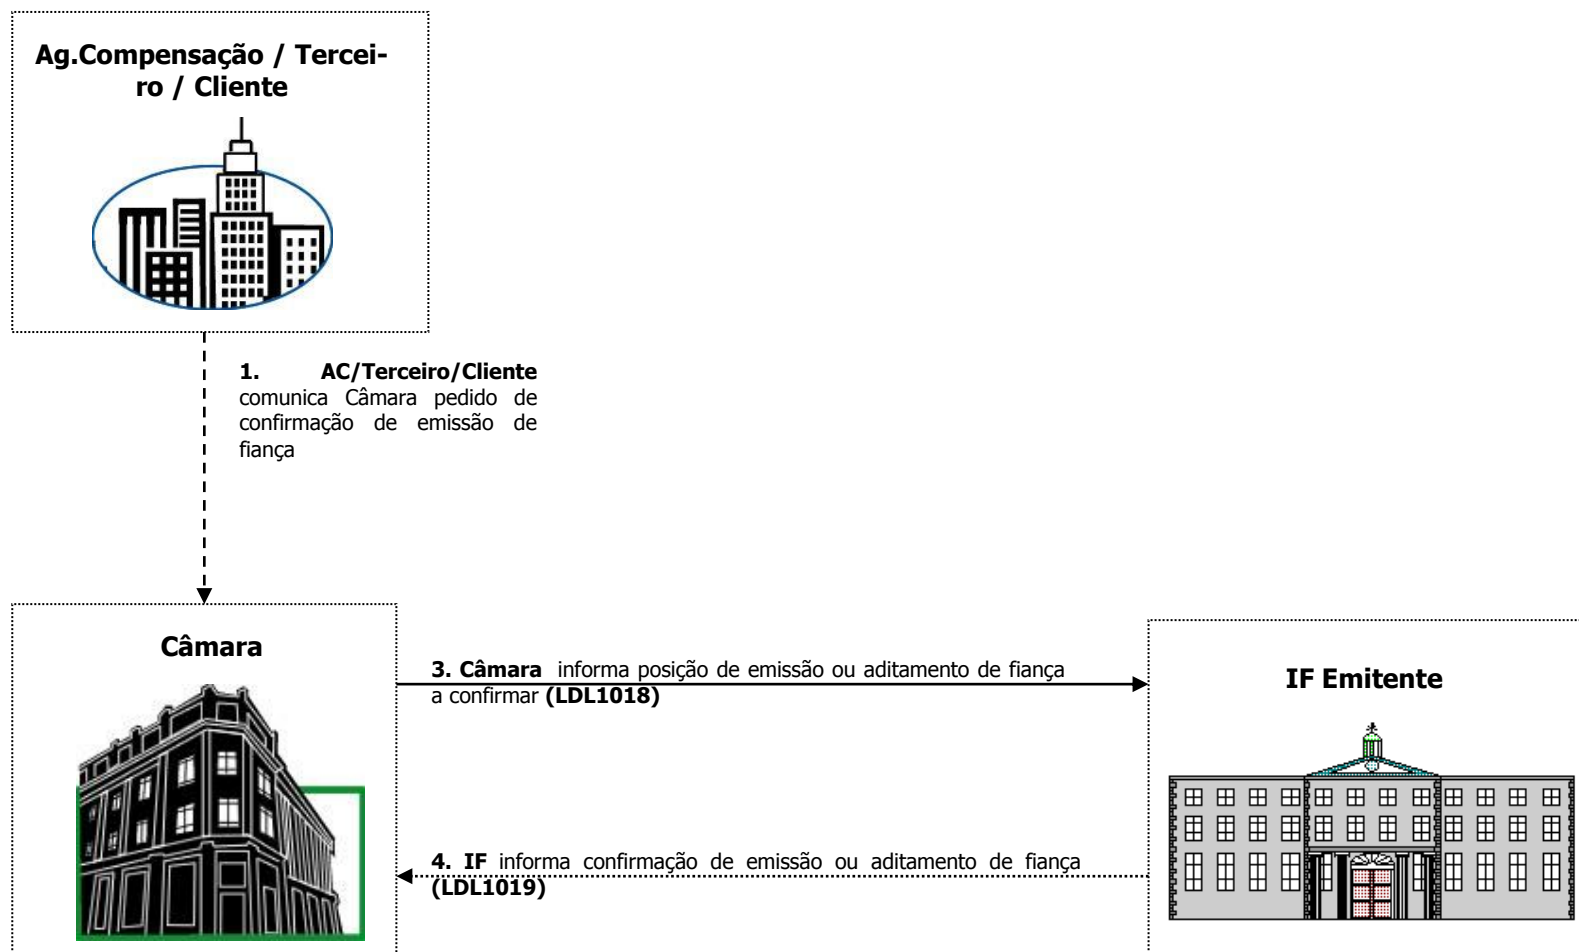 Ag.Compensação / Tercei-
ro / Cliente
1. AC/Terceiro/Cliente
comunica Câmara pedido de
confirmação de emissão de
fiança
Câmara
3. Câmara informa posição de emissão ou aditamento de fiança
a confirmar (LDL1018)
IF Emitente
4. IF informa confirmação de emissão ou aditamento de fiança
(LDL1019)